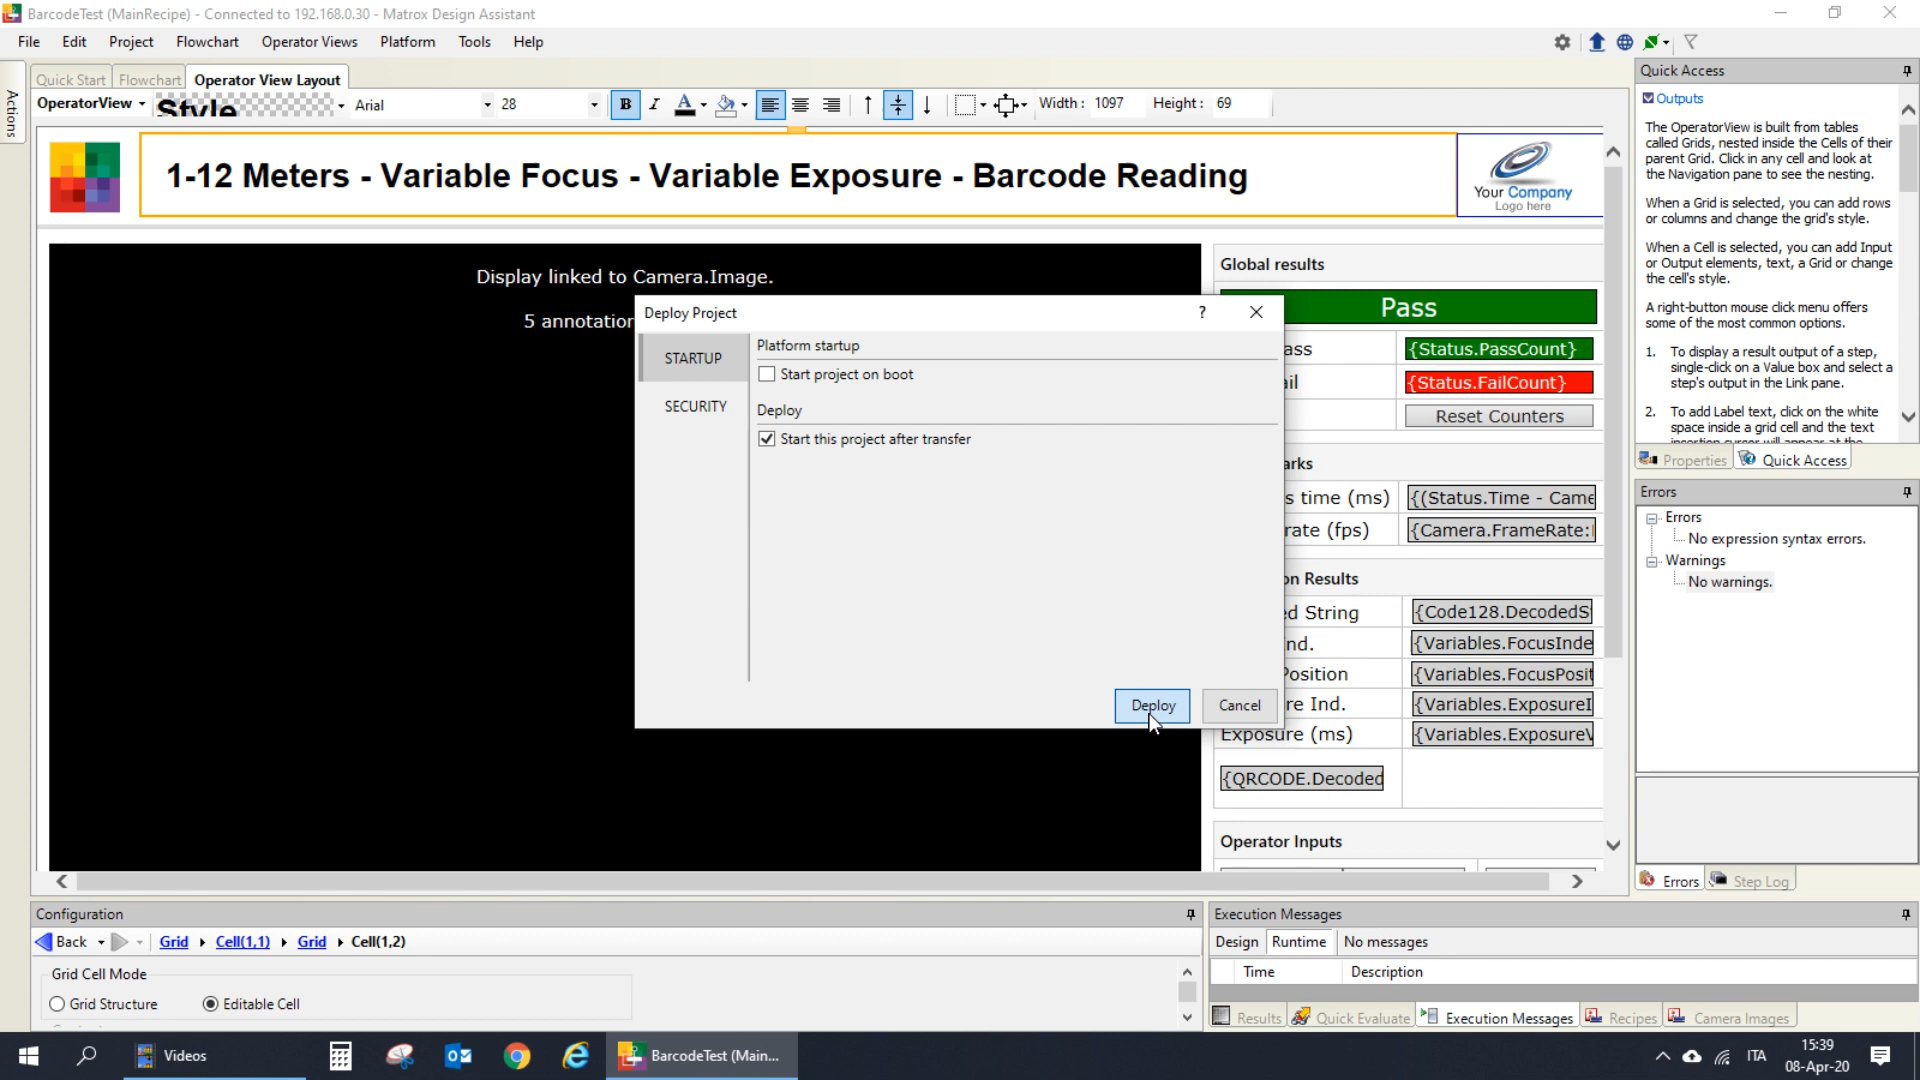 BarcodeTest (MainRecipe) - Connected to 192.168.0.30 - Matrox Design Assistant
File Edit Project Flowchart Operator Views Platform Tools Help
Actions
Quick Start Flowchart Operator View Layout
OperatorView Style Arial 28 B I A Width: 1097 Height: 69
1-12 Meters - Variable Focus - Variable Exposure - Barcode Reading
Your Company
Logo here
Display linked to Camera.Image.
5 annotation
Deploy Project ?
STARTUP
SECURITY
Platform startup
Start project on boot
Deploy
Start this project after transfer
Deploy Cancel
Global results
Pass
ass {Status.PassCount}
ail {Status.FailCount}
Reset Counters
arks
s time (ms) {(Status.Time - Came
rate (fps) {Camera.FrameRate:
on Results
ed String {Code128.DecodedS
nd. {Variables.FocusInde
Position {Variables.FocusPosit
re Ind. {Variables.ExposureI
Exposure (ms) {Variables.ExposureV
{QRCODE.Decoded
Operator Inputs
Quick Access
Outputs
The OperatorView is built from tables
called Grids, nested inside the Cells of their
parent Grid. Click in any cell and look at
the Navigation pane to see the nesting.
When a Grid is selected, you can add rows
or columns and change the grid's style.
When a Cell is selected, you can add Input
or Output elements, text, a Grid or change
the cell's style.
A right-button mouse click menu offers
some of the most common options.
1. To display a result output of a step,
single-click on a Value box and select a
step's output in the Link pane.
2. To add Label text, click on the white
space inside a grid cell and the text
insertion cursor will appear at the
Properties Quick Access
Errors
Errors
No expression syntax errors.
Warnings
No warnings.
Errors Step Log
Configuration
Back Grid Cell(1,1) Grid Cell(1,2)
Grid Cell Mode
Grid Structure Editable Cell
Execution Messages
Design Runtime No messages
Time Description
Results Quick Evaluate Execution Messages Recipes Camera Images
Videos BarcodeTest (Main... ITA 15:39
08-Apr-20